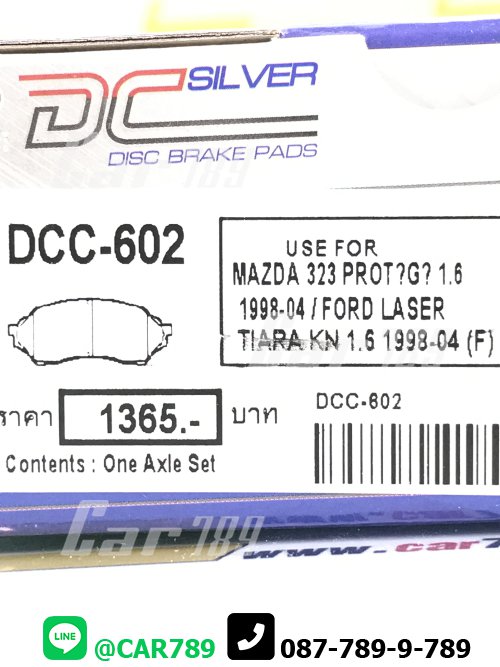 DC SILVER
DISC BRAKE PADS
Car789
DCC-602
USE FOR
MAZDA 323 PROT?G? 1.6
1998-04 / FORD LASER
TIARA KN 1.6 1998-04 (F)
ราคา 1365.- บาท
DCC-602
Contents : One Axle Set
Car789
www.car7
LINE @CAR789 087-789-9-789